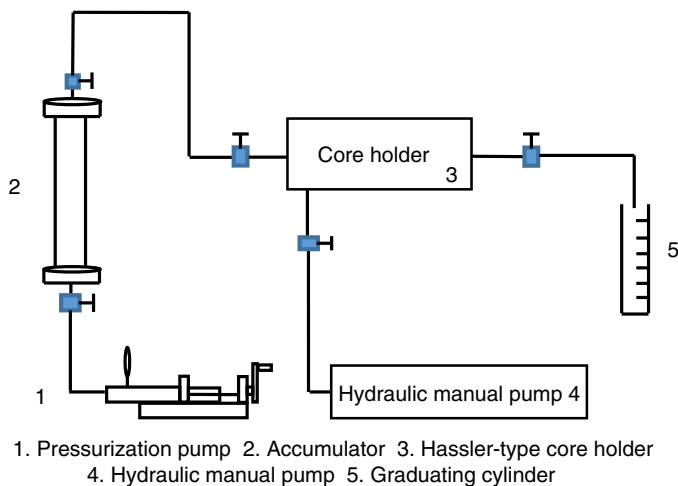 2
Core holder
3
5
1
Hydraulic manual pump 4
1. Pressurization pump 2. Accumulator 3. Hassler-type core holder
4. Hydraulic manual pump 5. Graduating cylinder